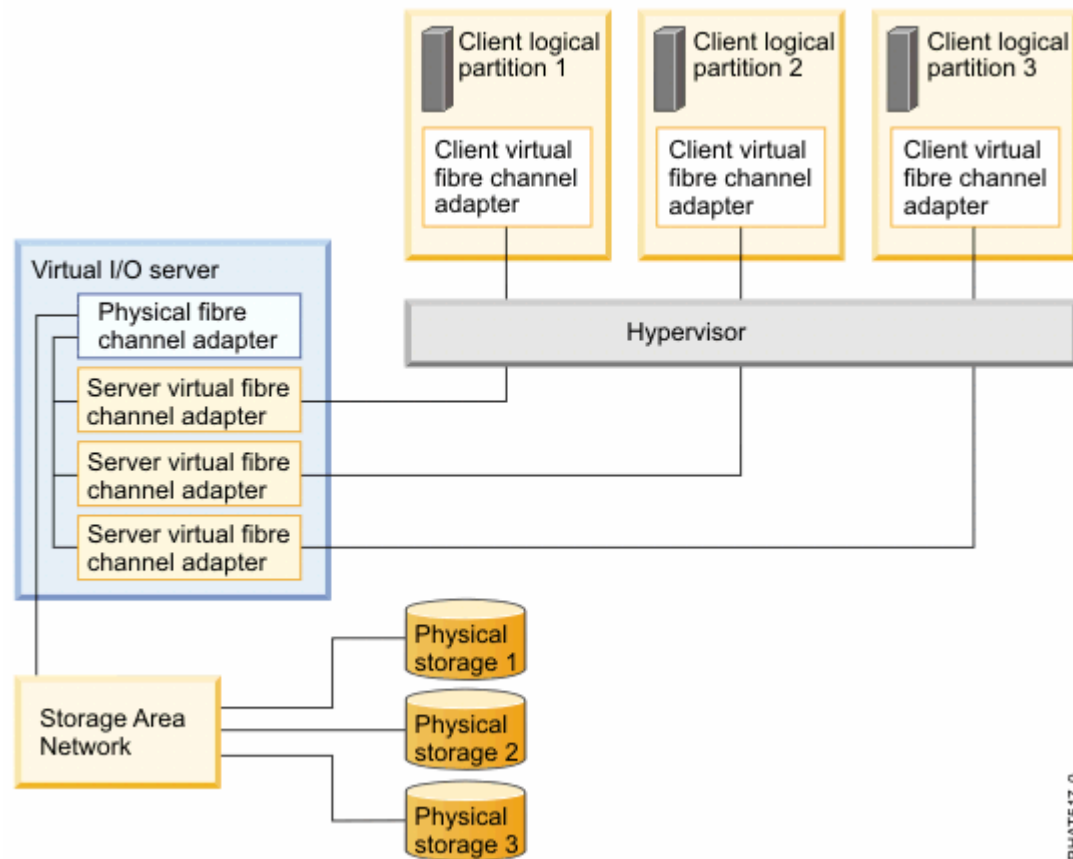 Client logical
partition 1
Client logical
partition 2
Client logical
partition 3
Client virtual
fibre channel
adapter
Client virtual
fibre channel
adapter
Client virtual
fibre channel
adapter
Virtual I/O server
Physical fibre
channel adapter
Hypervisor
Server virtual fibre
channel adapter
Server virtual fibre
channel adapter
Server virtual fibre
channel adapter
Storage Area
Network
Physical
storage 1
Physical
storage 2
Physical
storage 3